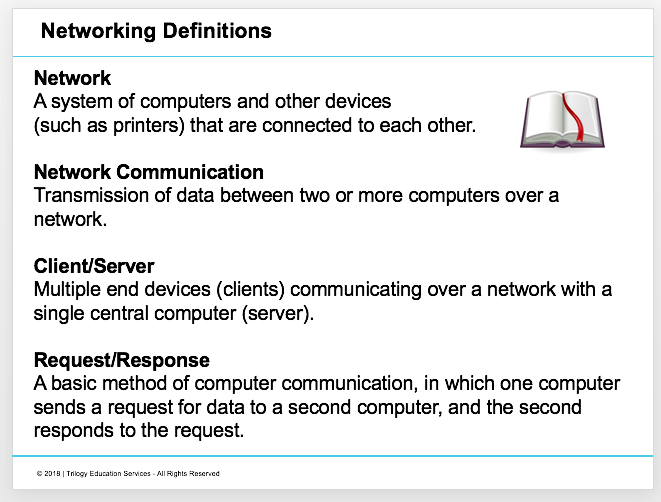 Networking Definitions
Network
A system of computers and other devices
(such as printers) that are connected to each other.
Network Communication
Transmission of data between two or more computers over a
network.
Client/Server
Multiple end devices (clients) communicating over a network with a
single central computer (server).
Request/Response
A basic method of computer communication, in which one computer
sends a request for data to a second computer, and the second
responds to the request.
© 2018 | Trilogy Education Services - All Rights Reserved